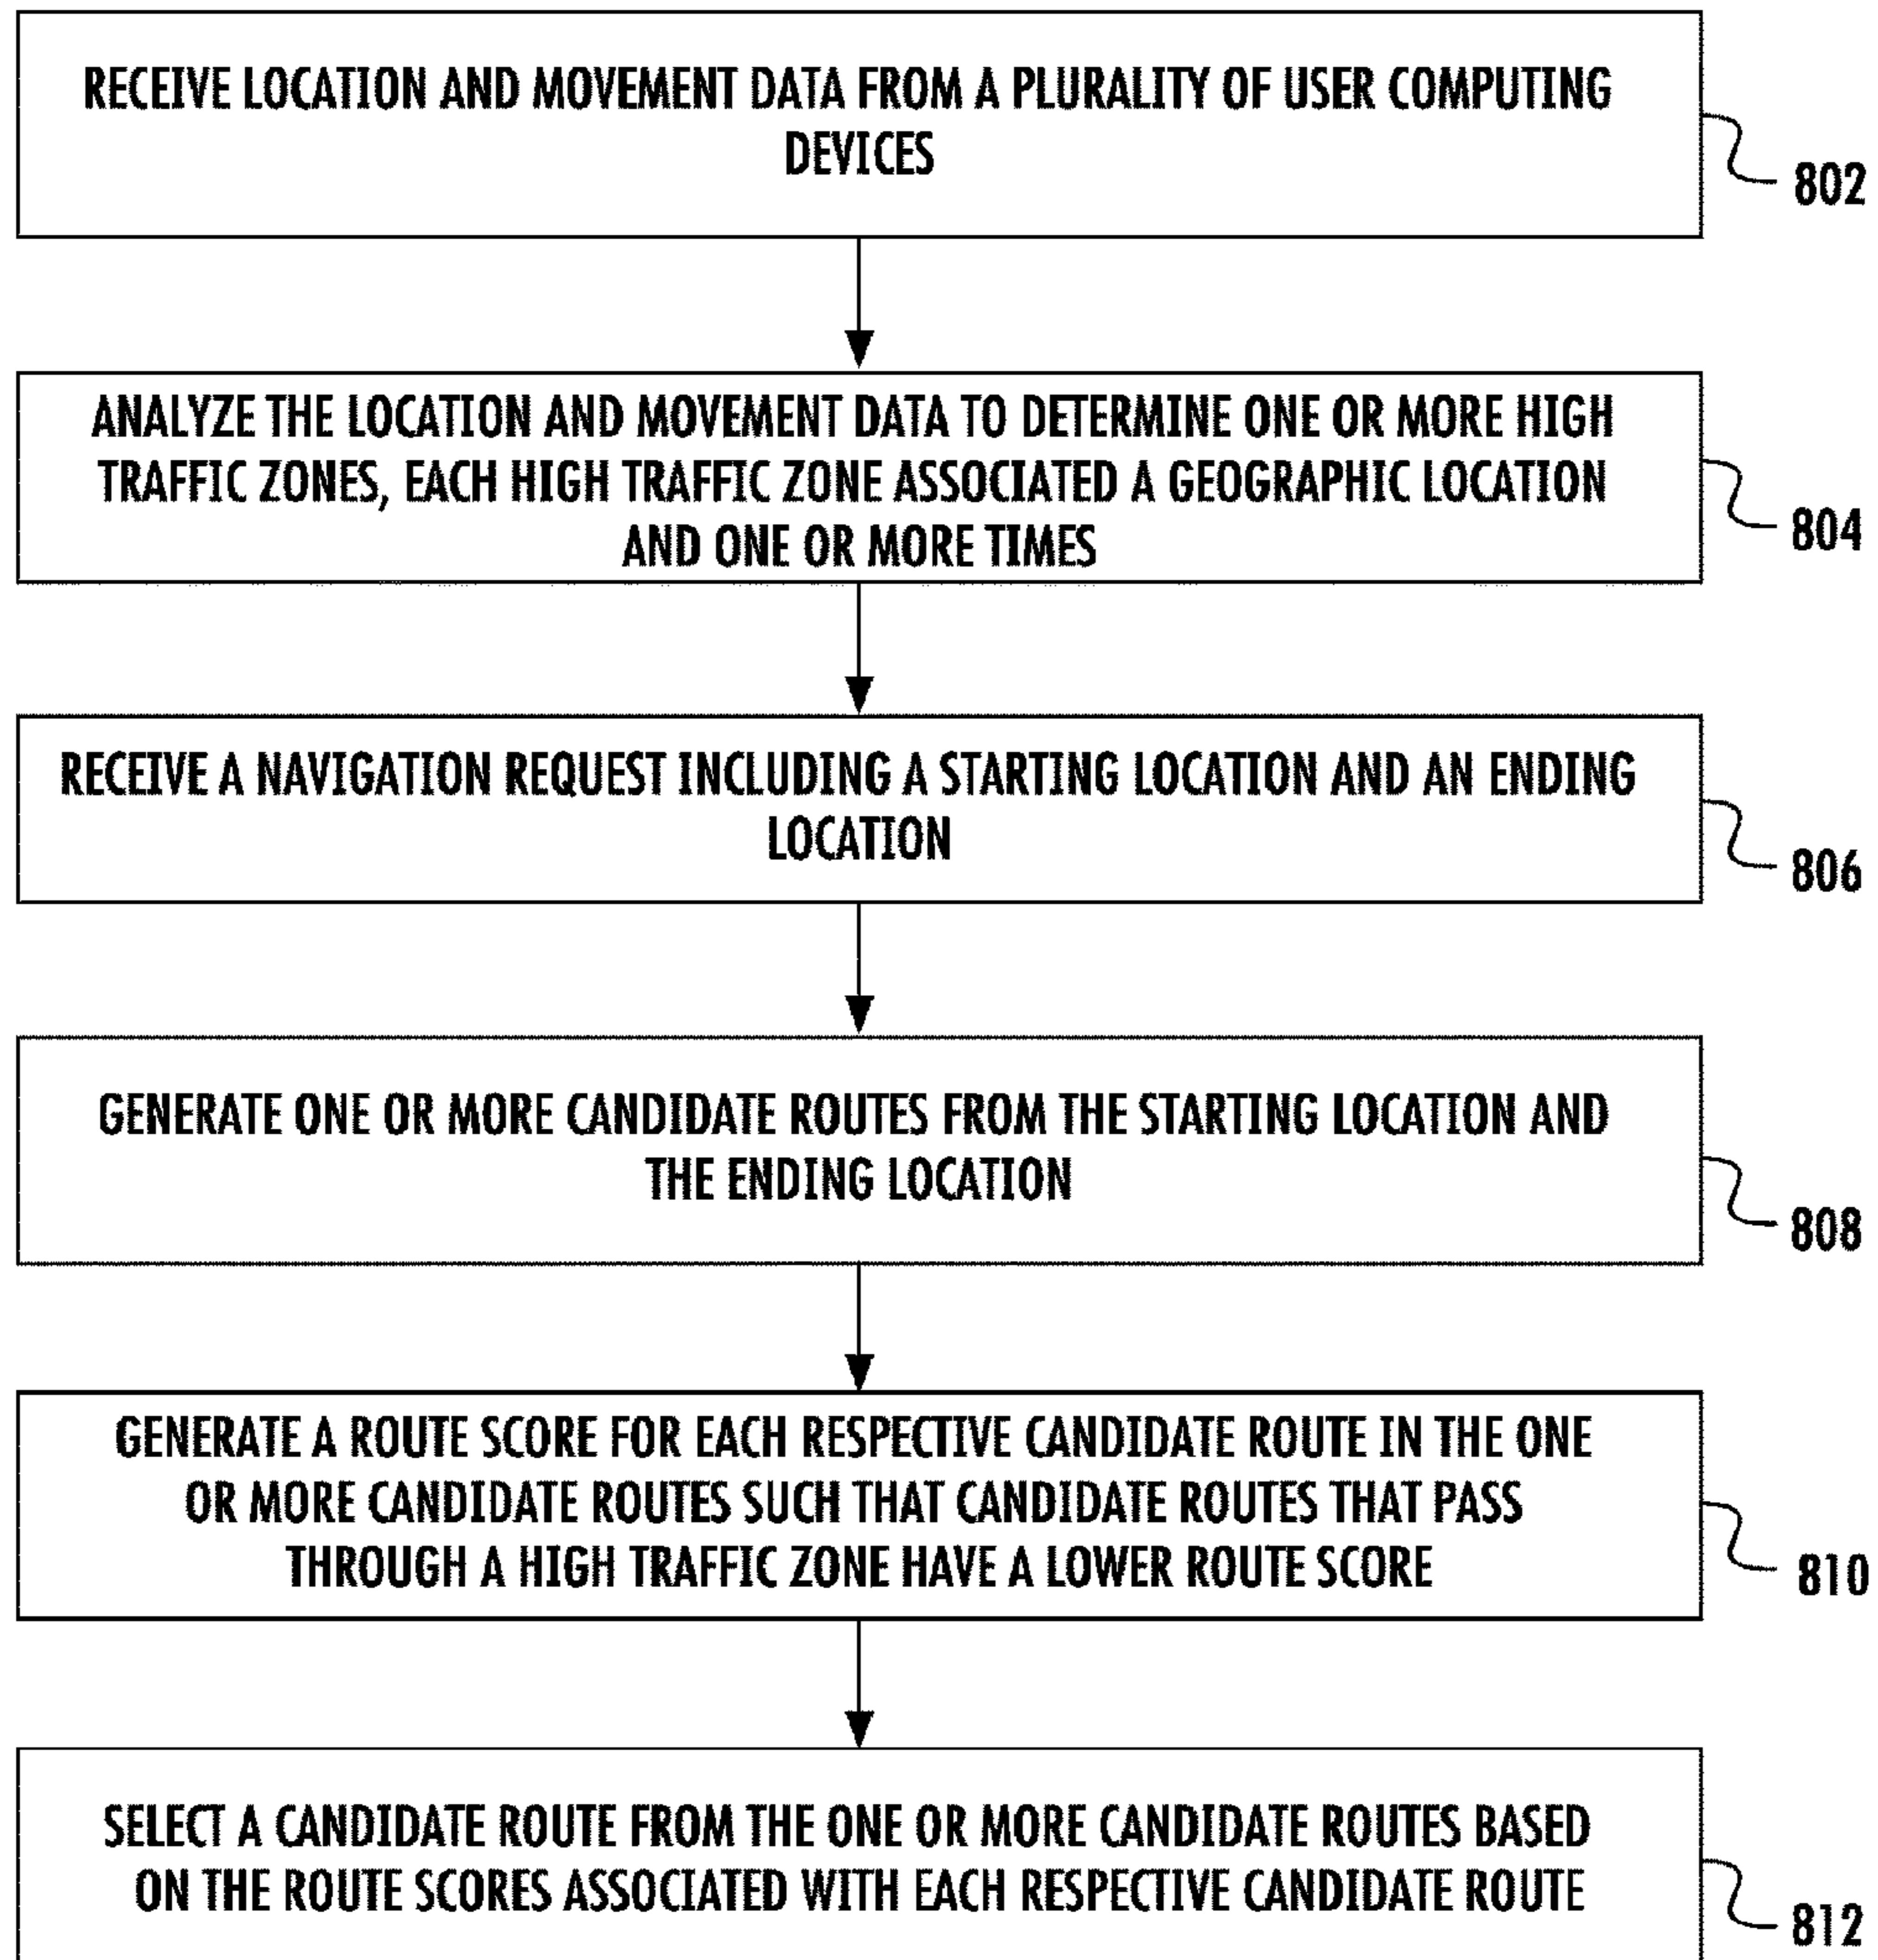 RECEIVE LOCATION AND MOVEMENT DATA FROM A PLURALITY OF USER COMPUTING
DEVICES
802
ANALYZE THE LOCATION AND MOVEMENT DATA TO DETERMINE ONE OR MORE HIGH
TRAFFIC ZONES, EACH HIGH TRAFFIC ZONE ASSOCIATED A GEOGRAPHIC LOCATION
AND ONE OR MORE TIMES
804
RECEIVE A NAVIGATION REQUEST INCLUDING A STARTING LOCATION AND AN ENDING
LOCATION
806
GENERATE ONE OR MORE CANDIDATE ROUTES FROM THE STARTING LOCATION AND
THE ENDING LOCATION
808
GENERATE A ROUTE SCORE FOR EACH RESPECTIVE CANDIDATE ROUTE IN THE ONE
OR MORE CANDIDATE ROUTES SUCH THAT CANDIDATE ROUTES THAT PASS
THROUGH A HIGH TRAFFIC ZONE HAVE A LOWER ROUTE SCORE
810
SELECT A CANDIDATE ROUTE FROM THE ONE OR MORE CANDIDATE ROUTES BASED
ON THE ROUTE SCORES ASSOCIATED WITH EACH RESPECTIVE CANDIDATE ROUTE
812